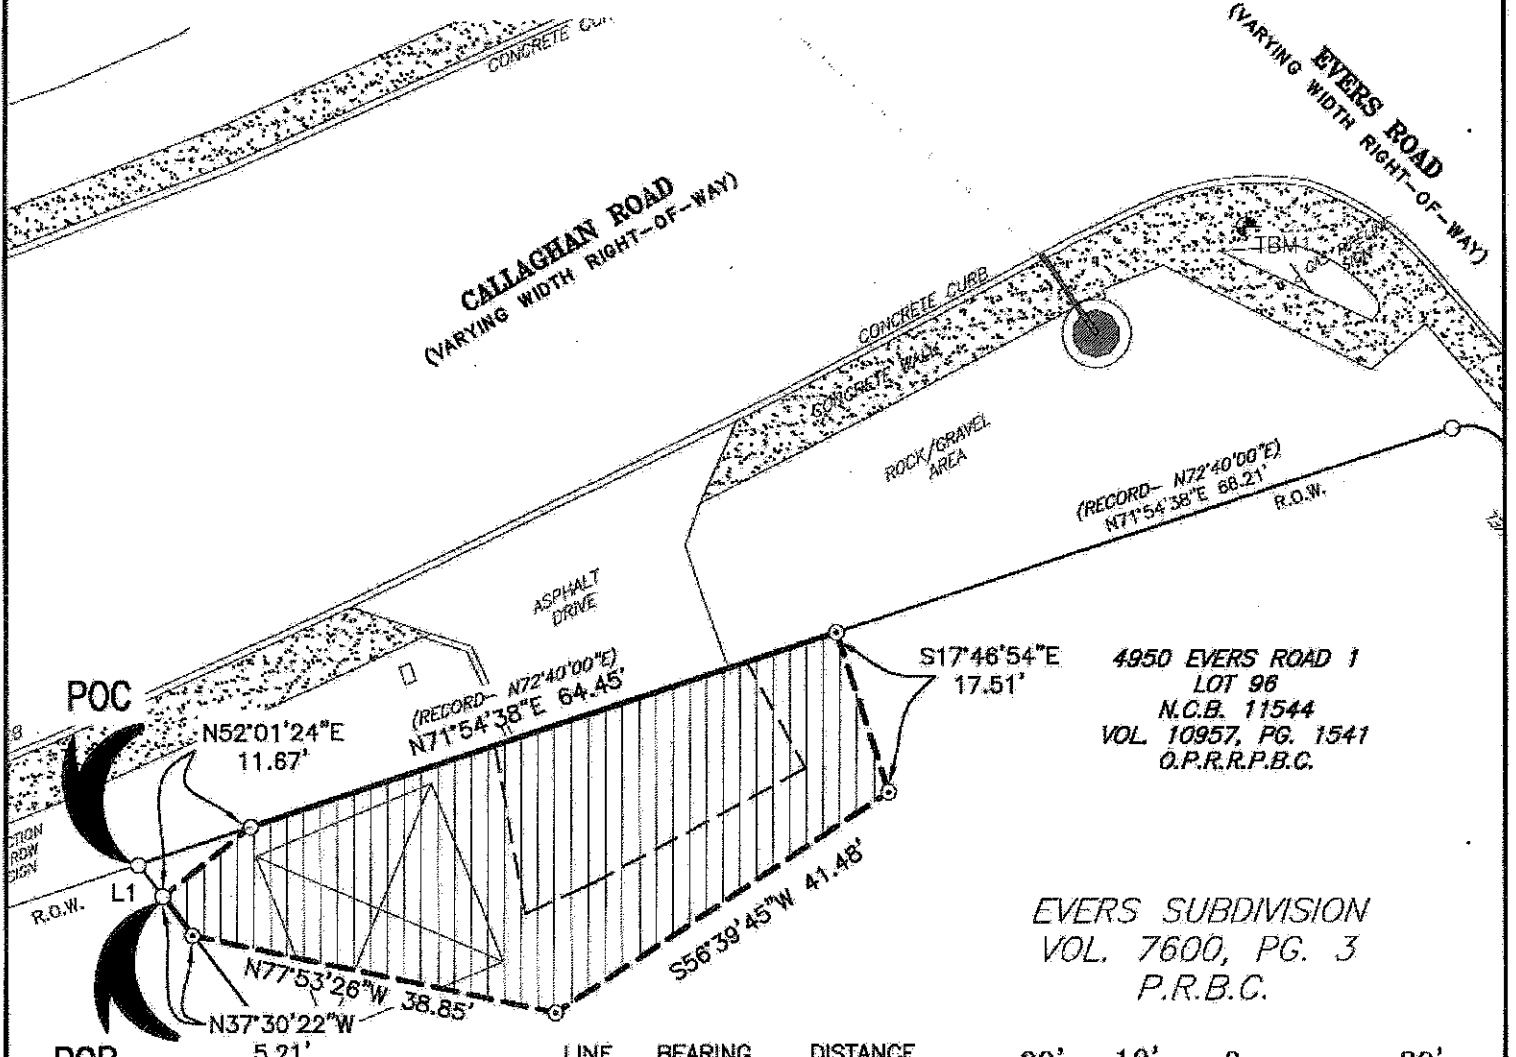 CONCRETE
EVERS ROAD
(VARYING WIDTH RIGHT-OF-WAY)
CALLAGHAN ROAD
(VARYING WIDTH RIGHT-OF-WAY)
TBM1
SIGN
CONCRETE CURB
CONCRETE WALK
ROCK/GRAVEL
AREA
(RECORD- N72°40'00"E)
N71°54'38"E 68.21'
R.O.W.
ASPHALT
DRIVE
S17°46'54"E
17.51'
4950 EVERS ROAD 1
LOT 96
N.C.B. 11544
VOL. 10957, PG. 1541
O.P.R.R.P.B.C.
POC
(RECORD- N72°40'00"E)
N71°54'38"E 64.45'
N52°01'24"E
11.67'
L1
R.O.W.
S56°39'45"W 41.48'
EVERS SUBDIVISION
VOL. 7600, PG. 3
P.R.B.C.
N77°53'26"W 38.85'
N37°30'22"W
5.21'
LINE BEARING DISTANCE